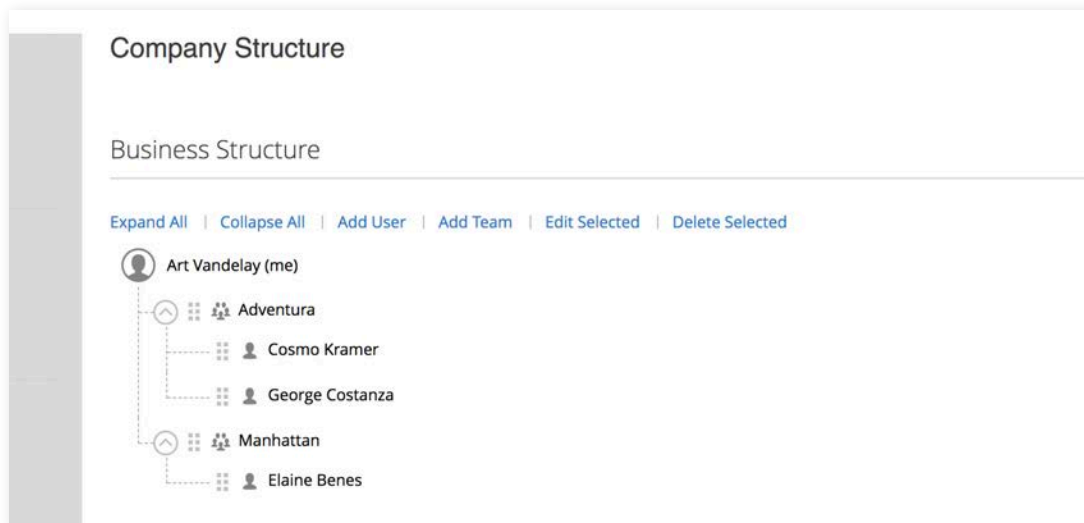 Company Structure
Business Structure
Expand All | Collapse All | Add User | Add Team | Edit Selected | Delete Selected
Art Vandelay (me)
Adventura
Cosmo Kramer
George Costanza
Manhattan
Elaine Benes